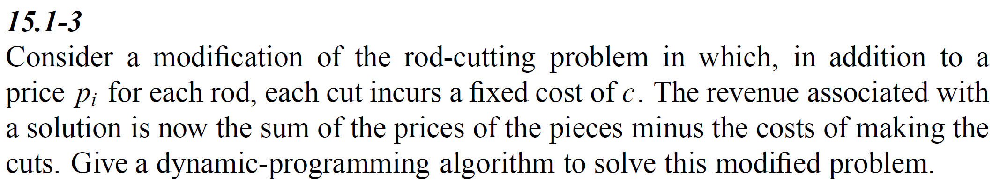 15.1-3
Consider a modification of the rod-cutting problem in which, in addition to a
price pᵢ for each rod, each cut incurs a fixed cost of c. The revenue associated with
a solution is now the sum of the prices of the pieces minus the costs of making the
cuts. Give a dynamic-programming algorithm to solve this modified problem.